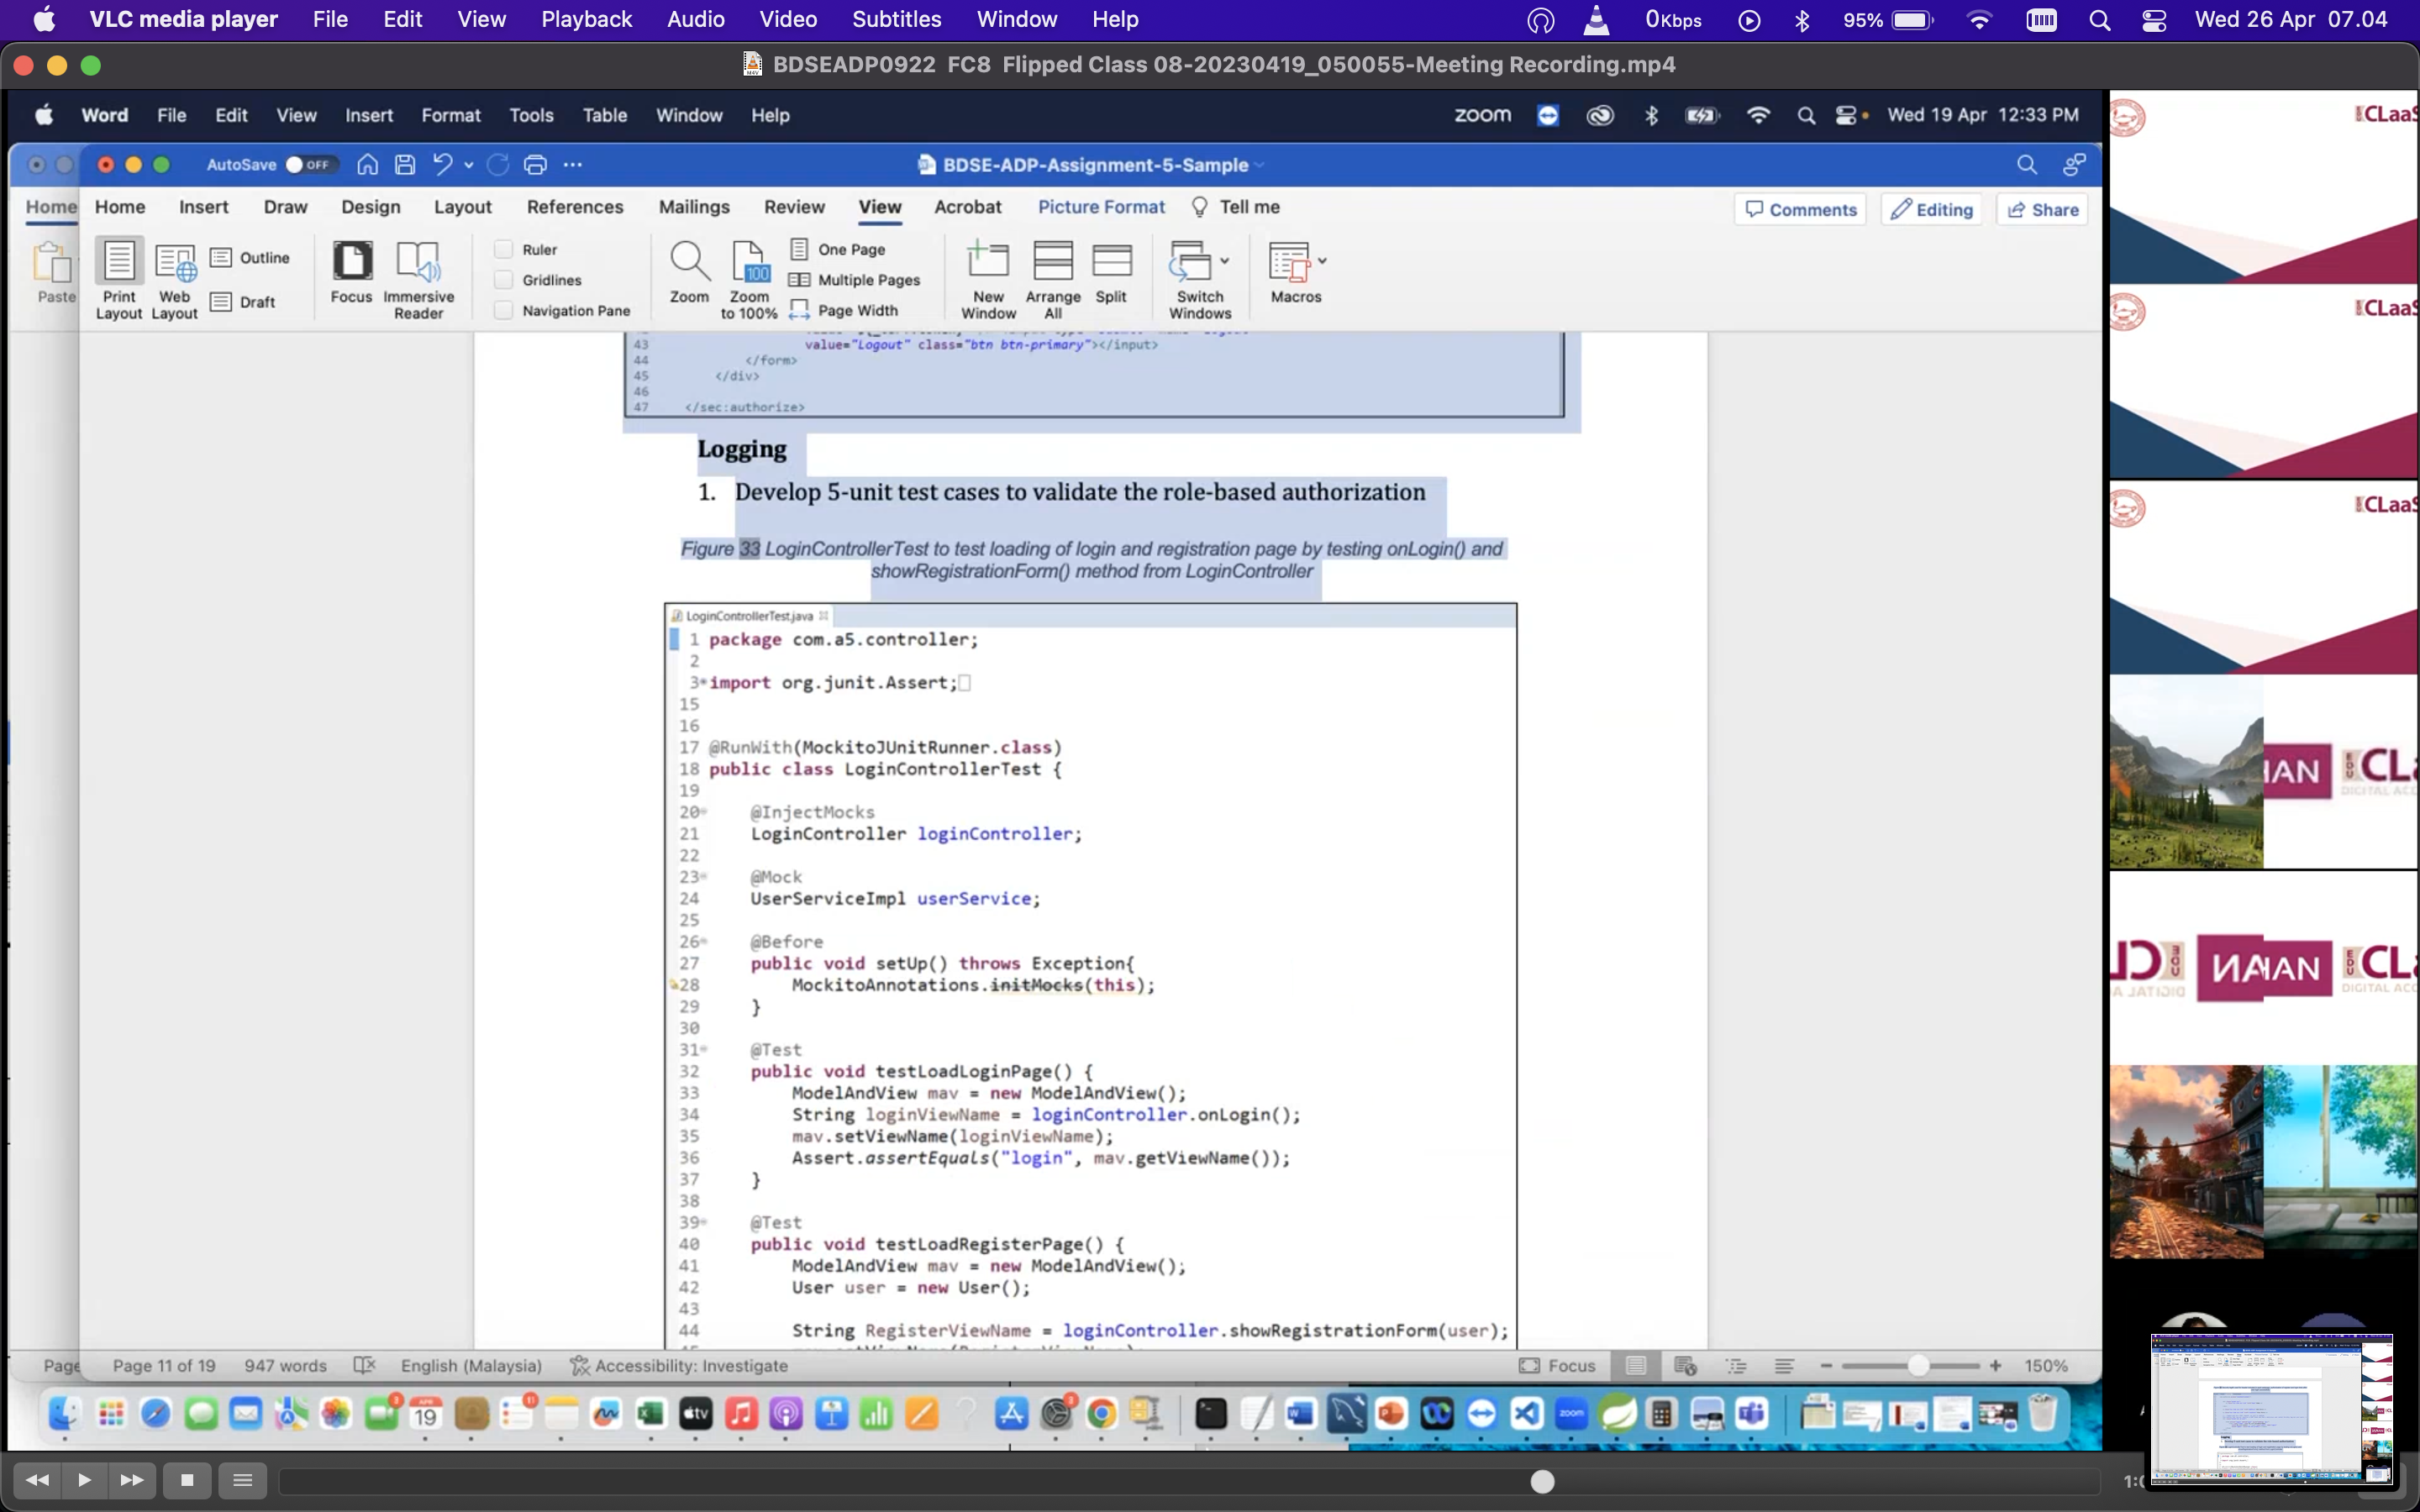 VLC media player File Edit View Playback Audio Video Subtitles Window Help 0Kbps 95% Wed 26 Apr 07.04
BDSEADP0922 FC8 Flipped Class 08-20230419_050055-Meeting Recording.mp4
Word File Edit View Insert Format Tools Table Window Help zoom Wed 19 Apr 12:33 PM
AutoSave OFF BDSE-ADP-Assignment-5-Sample
Home Home Insert Draw Design Layout References Mailings Review View Acrobat Picture Format Tell me Comments Editing Share
Paste
Print Layout
Web Layout
Outline
Draft
Focus
Immersive Reader
Ruler
Gridlines
Navigation Pane
Zoom
Zoom to 100%
100
One Page
Multiple Pages
Page Width
New Window
Arrange All
Split
Switch Windows
Macros
43 value="Logout" class="btn btn-primary"></input>
44 </form>
45 </div>
46
47 </sec:authorize>
Logging
1. Develop 5-unit test cases to validate the role-based authorization
Figure 33 LoginControllerTest to test loading of login and registration page by testing onLogin() and
showRegistrationForm() method from LoginController
LoginControllerTest.java
1 package com.a5.controller;
2
3 import org.junit.Assert;
15
16
17 @RunWith(MockitoJUnitRunner.class)
18 public class LoginControllerTest {
19
20 @InjectMocks
21 LoginController loginController;
22
23 @Mock
24 UserServiceImpl userService;
25
26 @Before
27 public void setUp() throws Exception{
28 MockitoAnnotations.initMocks(this);
29 }
30
31 @Test
32 public void testLoadLoginPage() {
33 ModelAndView mav = new ModelAndView();
34 String loginViewName = loginController.onLogin();
35 mav.setViewName(loginViewName);
36 Assert.assertEquals("login", mav.getViewName());
37 }
38
39 @Test
40 public void testLoadRegisterPage() {
41 ModelAndView mav = new ModelAndView();
42 User user = new User();
43
44 String RegisterViewName = loginController.showRegistrationForm(user);
Page Page 11 of 19 947 words English (Malaysia) Accessibility: Investigate Focus 150%
CLaaS
CLaaS
CLaaS
HAN EDU CLa
DIGITAL ACC
HAN EDU CLa
DIGITAL ACC